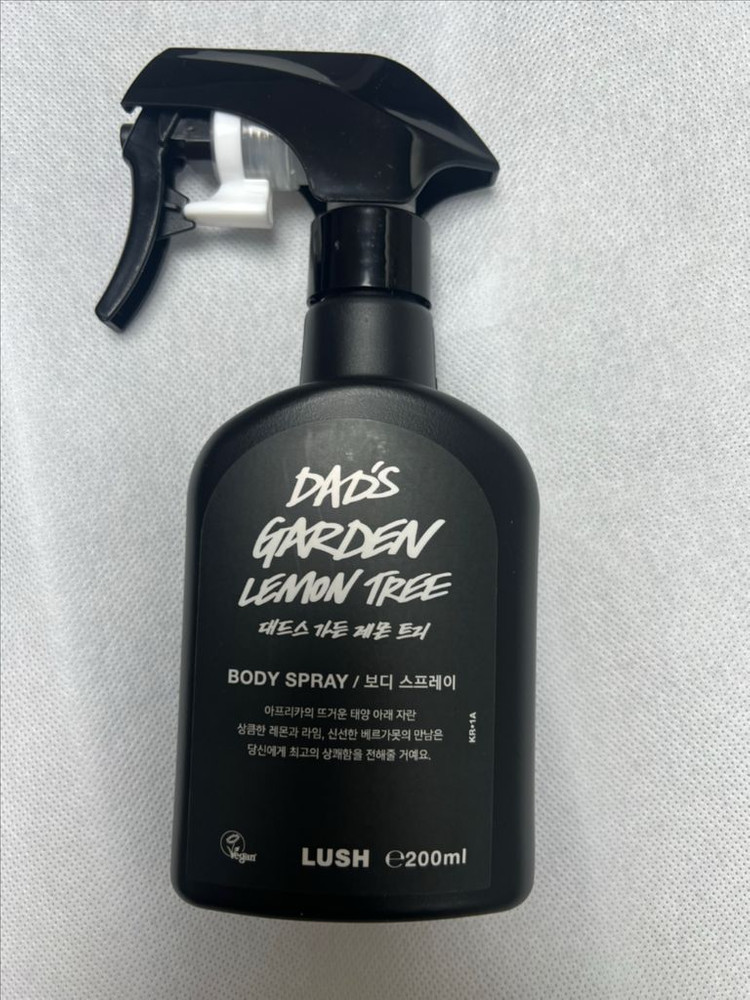 DAD'S
GARDEN
LEMON TREE
대드스 가든 레몬 트리
BODY SPRAY / 보디 스프레이
아프리카의 뜨거운 태양 아래 자란
상큼한 레몬과 라임, 신선한 베르가못의 만남은
당신에게 최고의 상쾌함을 전해줄 거예요.
KR•1A
Vegan
LUSH ℮200ml